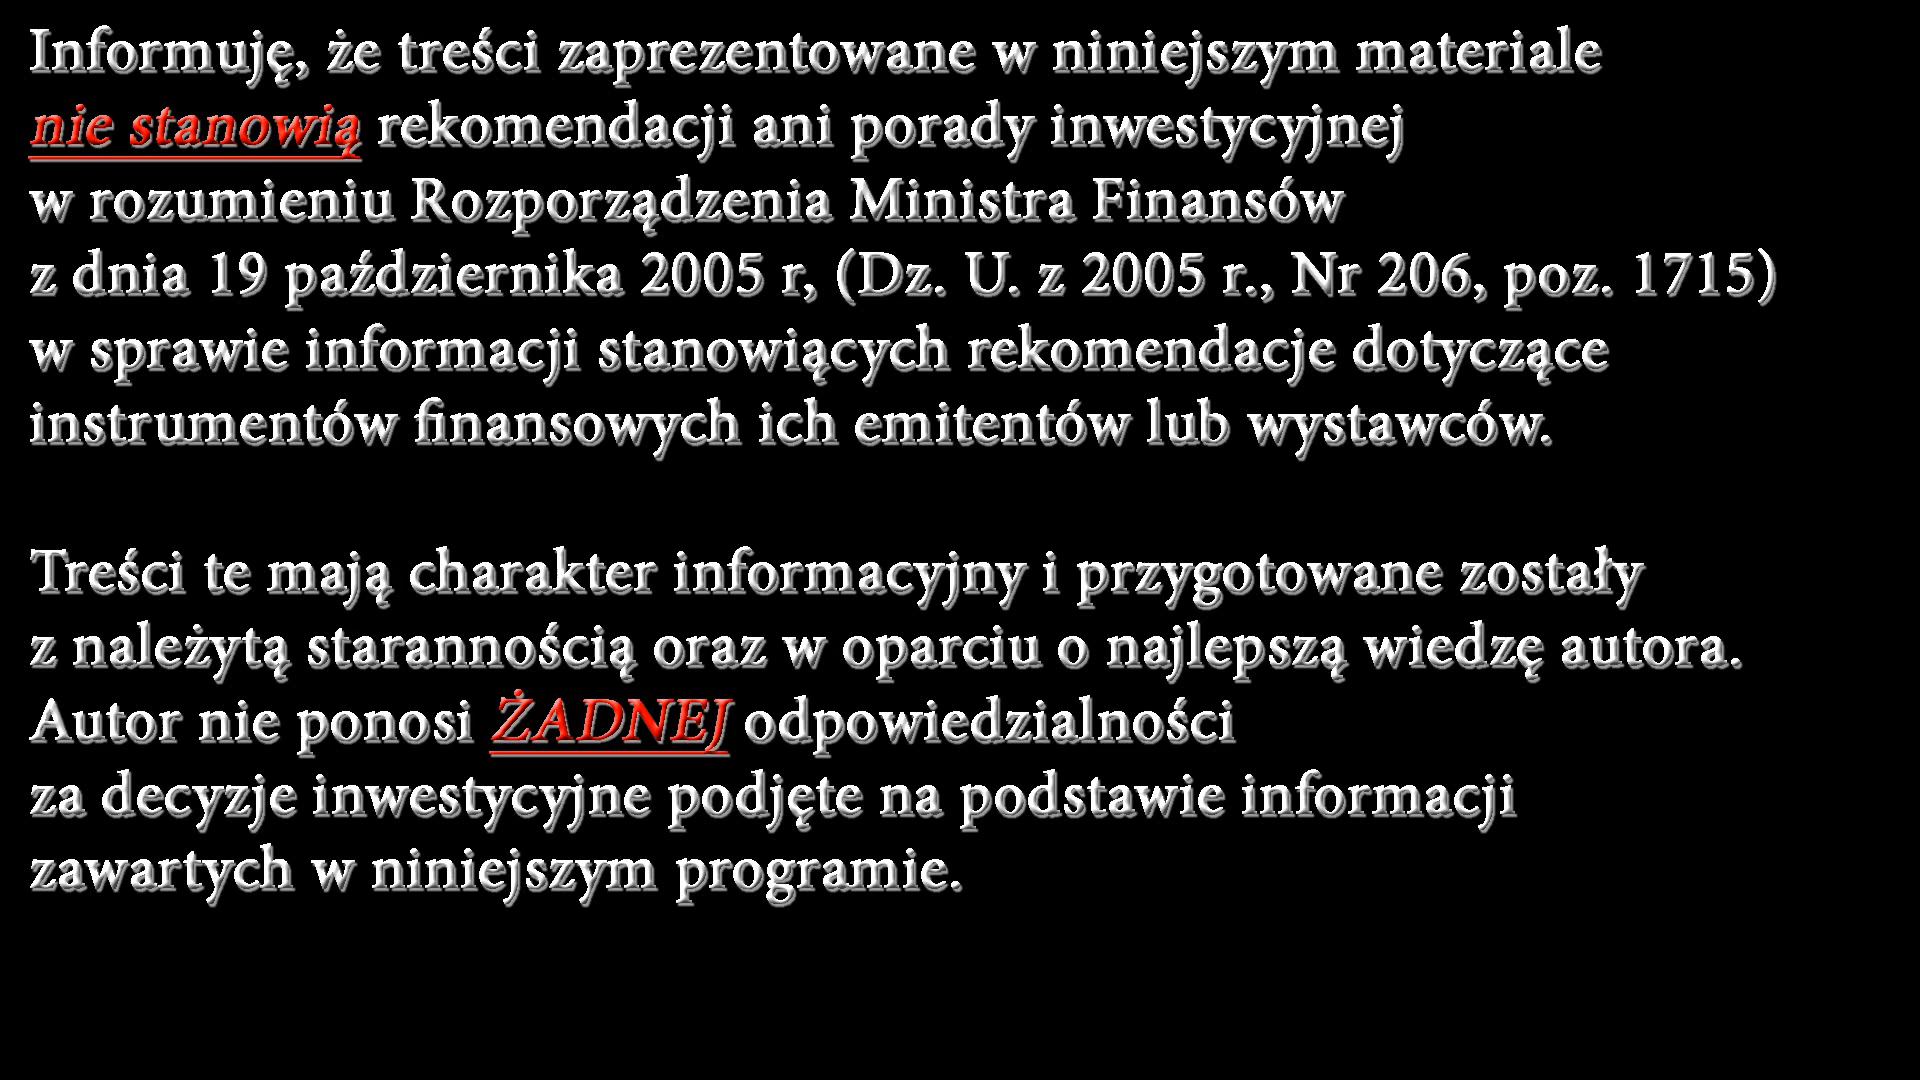 Informuję, że treści zaprezentowane w niniejszym materiale
nie stanowią rekomendacji ani porady inwestycyjnej
w rozumieniu Rozporządzenia Ministra Finansów
z dnia 19 października 2005 r, (Dz. U. z 2005 r., Nr 206, poz. 1715)
w sprawie informacji stanowiących rekomendacje dotyczące
instrumentów finansowych ich emitentów lub wystawców.
Treści te mają charakter informacyjny i przygotowane zostały
z należytą starannością oraz w oparciu o najlepszą wiedzę autora.
Autor nie ponosi ŻADNEJ odpowiedzialności
za decyzje inwestycyjne podjęte na podstawie informacji
zawartych w niniejszym programie.